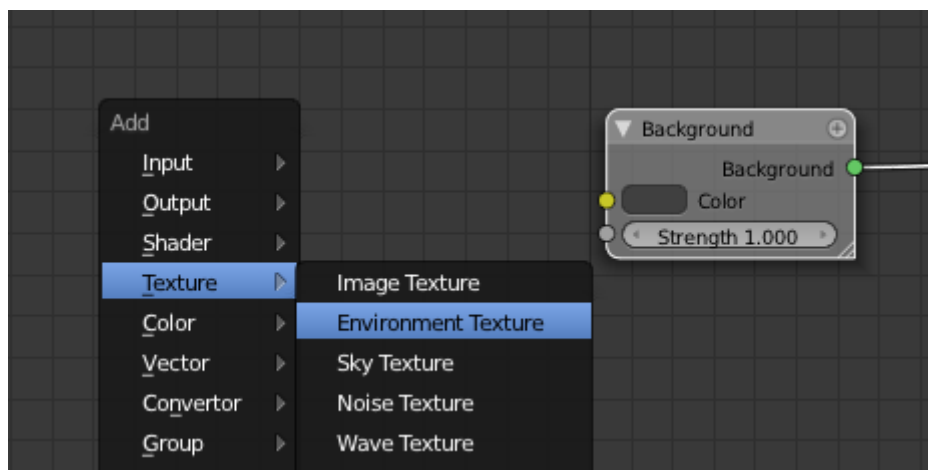 Add
Input
Output
Shader
Texture
Color
Vector
Convertor
Group
Image Texture
Environment Texture
Sky Texture
Noise Texture
Wave Texture
Background
Background
Color
Strength 1.000